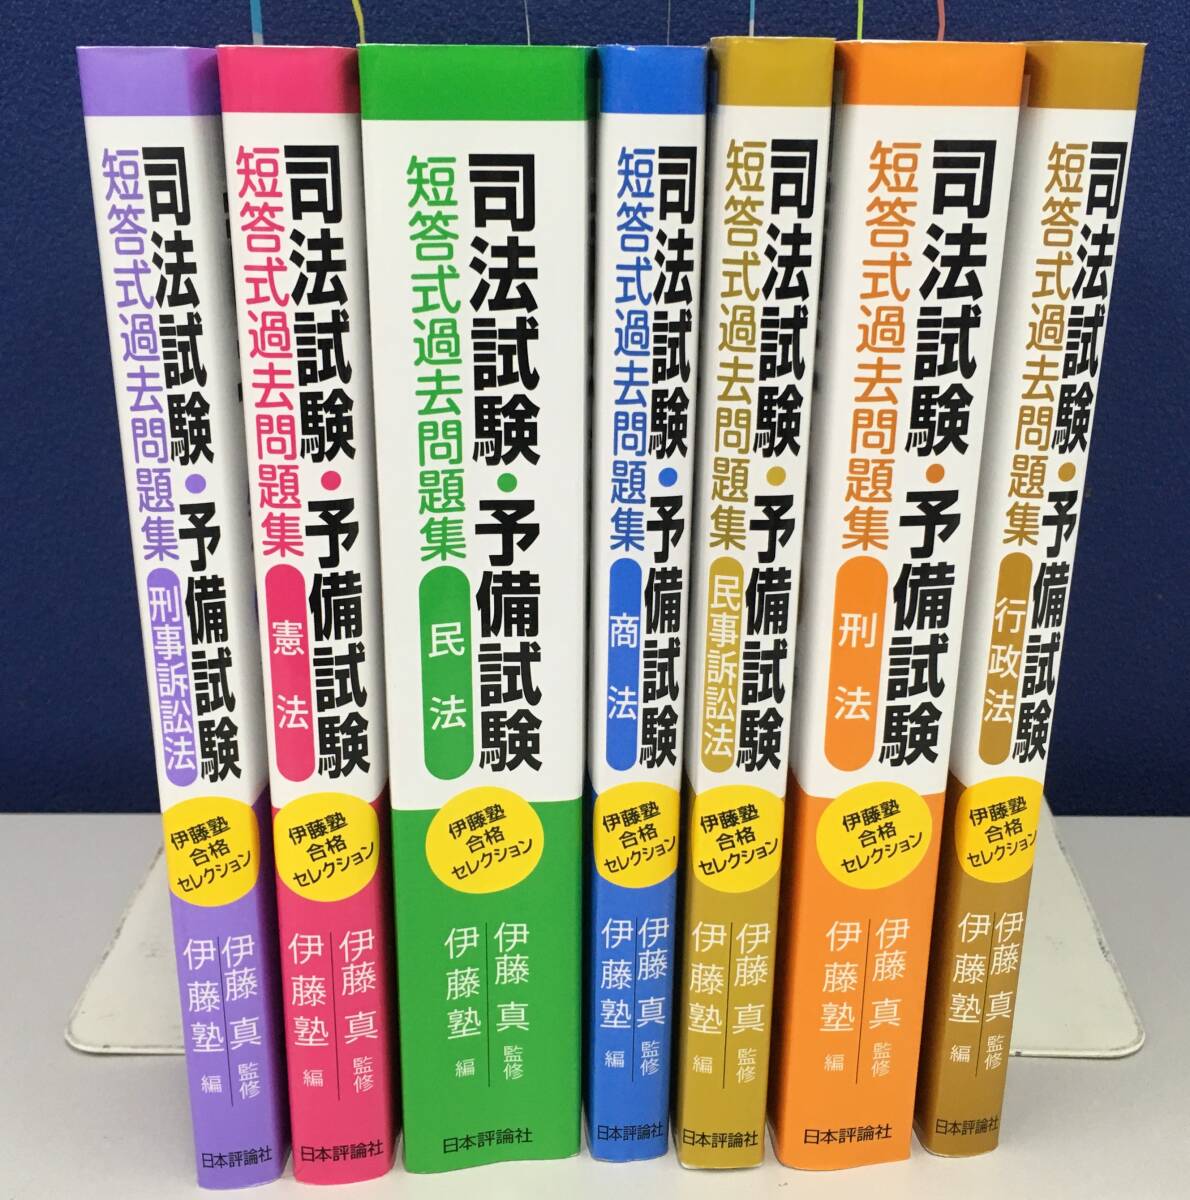 司法試験・予備試験
短答式過去問題集
刑事訴訟法
伊藤塾
合格
セレクション
伊藤 真 監修
伊藤塾 編
日本評論社
司法試験・予備試験
短答式過去問題集
憲法
伊藤塾
合格
セレクション
伊藤 真 監修
伊藤塾 編
日本評論社
司法試験・予備試験
短答式過去問題集
民法
伊藤塾
合格
セレクション
伊藤 真 監修
伊藤塾 編
日本評論社
司法試験・予備試験
短答式過去問題集
商法
伊藤塾
合格
セレクション
伊藤 真 監修
伊藤塾 編
日本評論社
司法試験・予備試験
短答式過去問題集
民事訴訟法
伊藤塾
合格
セレクション
伊藤 真 監修
伊藤塾 編
日本評論社
司法試験・予備試験
短答式過去問題集
刑法
伊藤塾
合格
セレクション
伊藤 真 監修
伊藤塾 編
日本評論社
司法試験・予備試験
短答式過去問題集
行政法
伊藤塾
合格
セレクション
伊藤 真 監修
伊藤塾 編
日本評論社